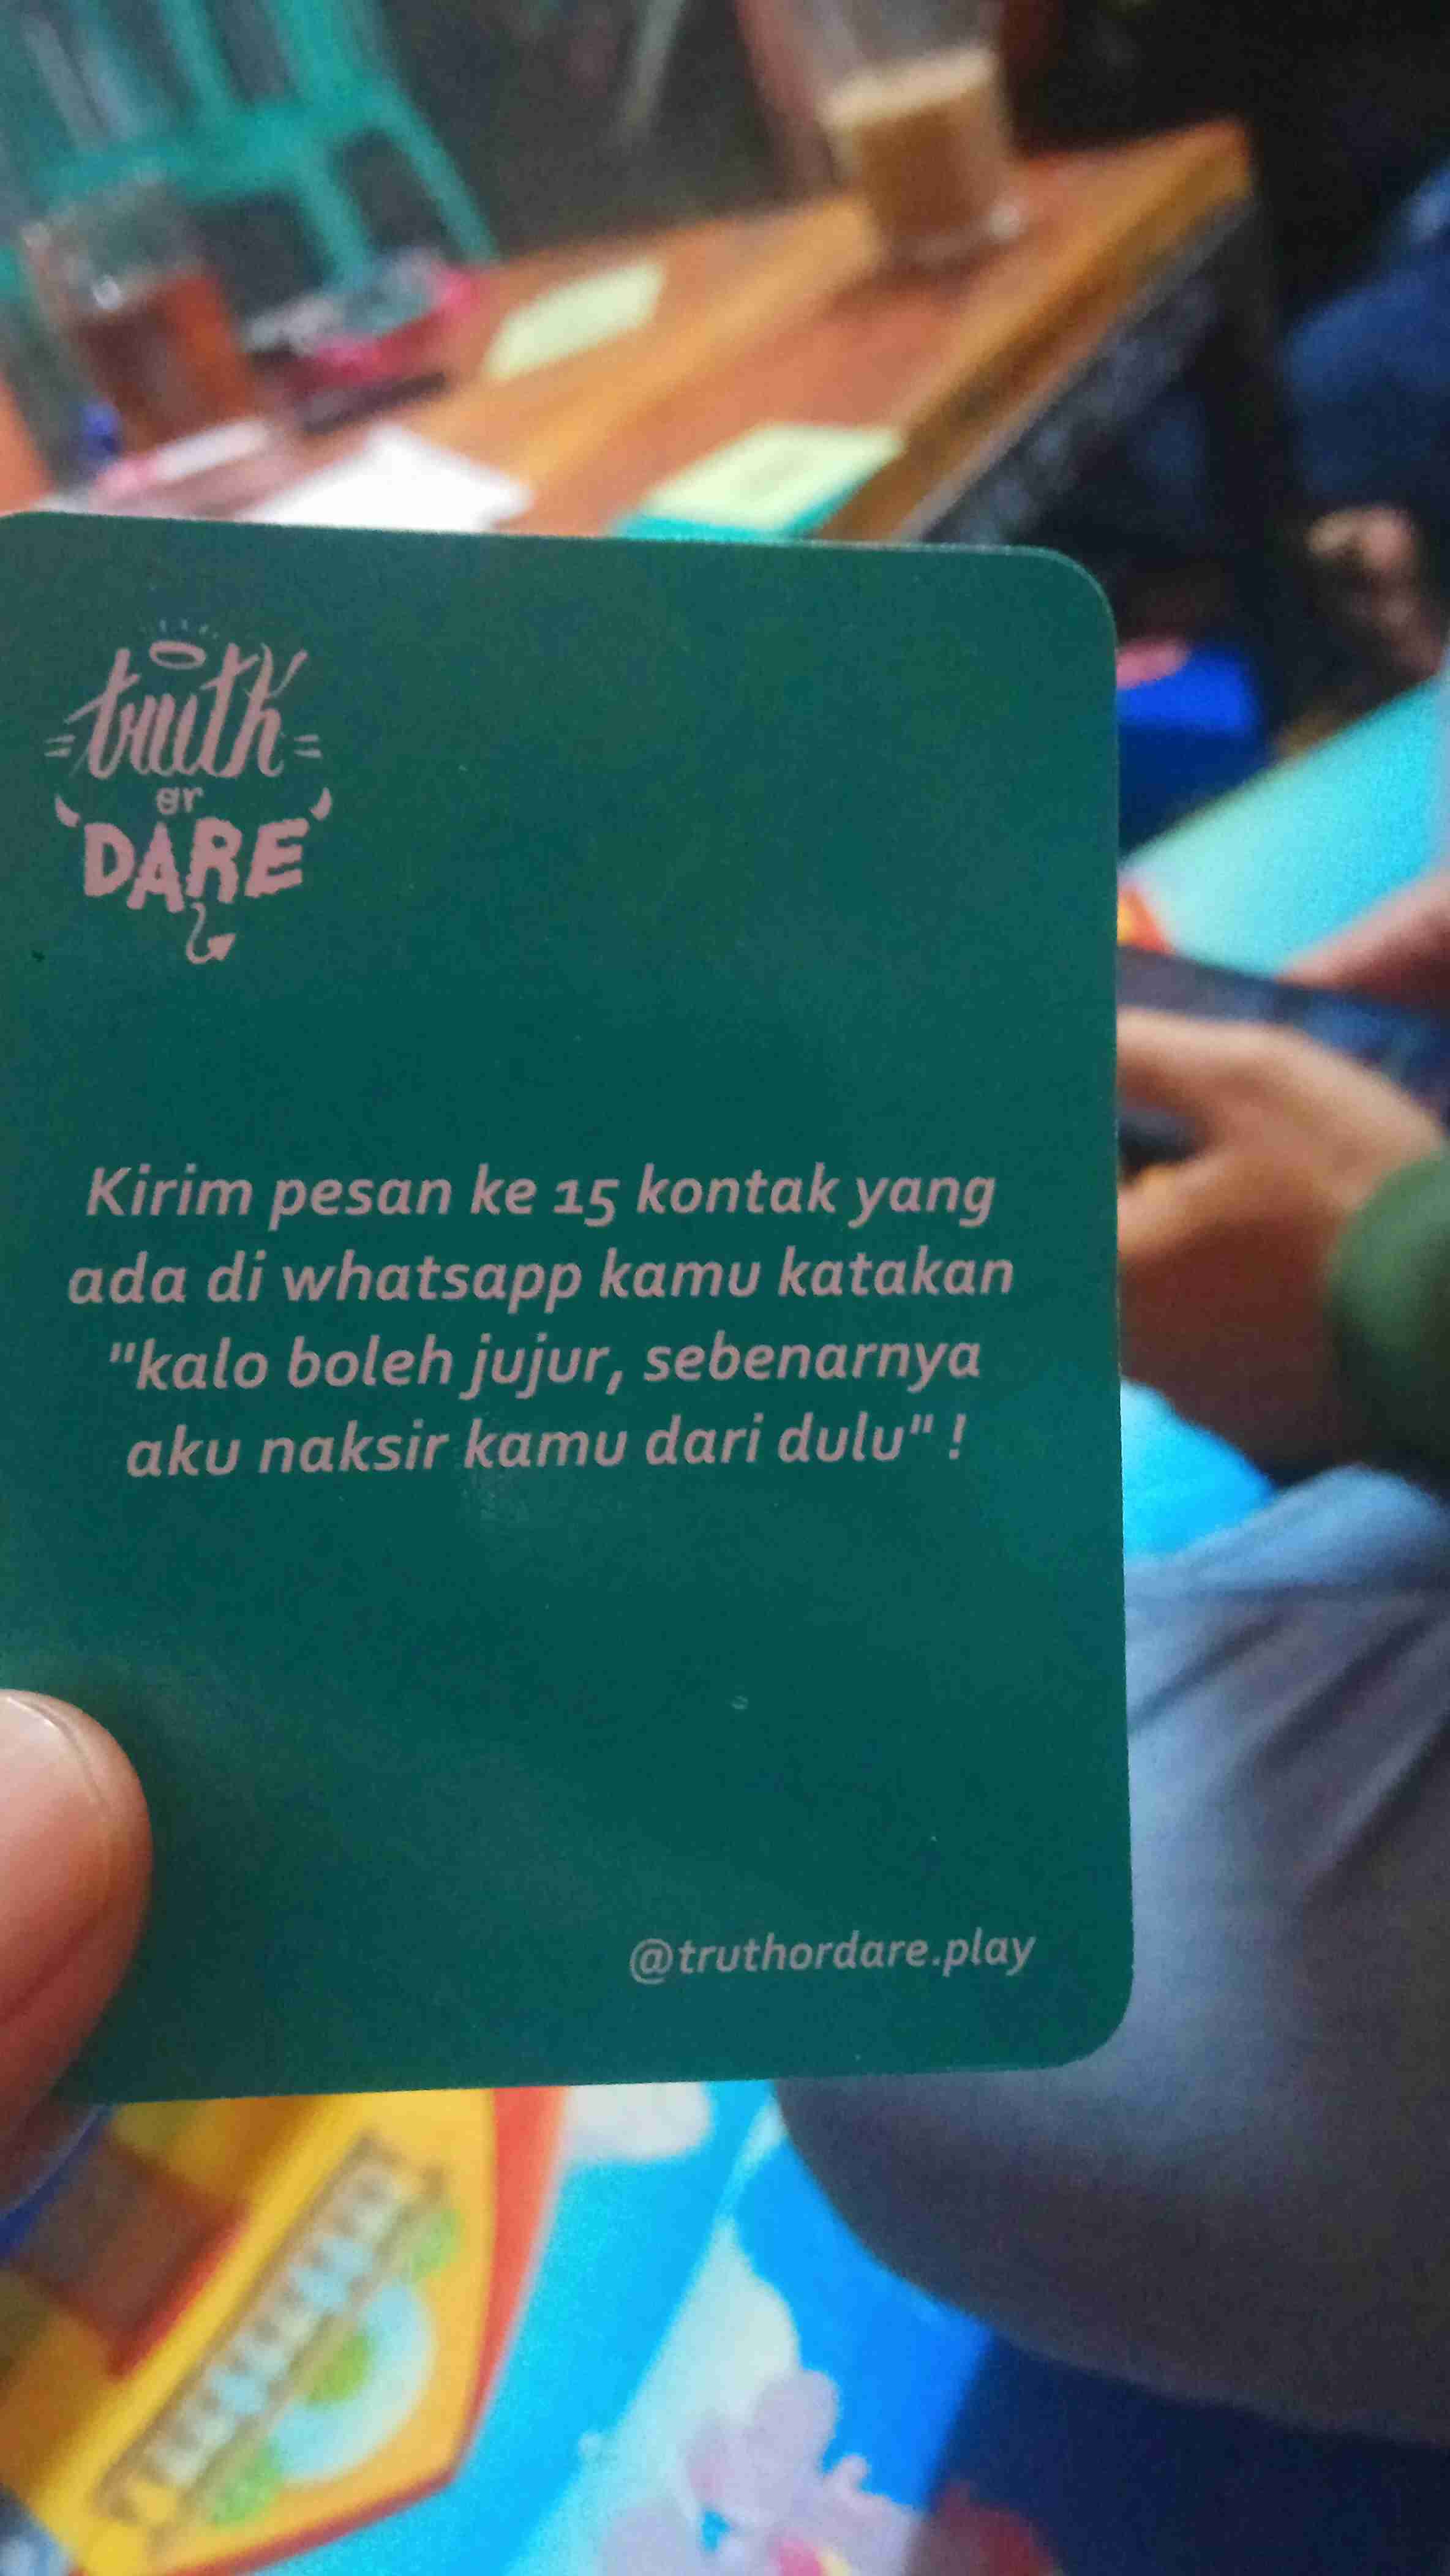 truth
or
DARE
Kirim pesan ke 15 kontak yang
ada di whatsapp kamu katakan
"kalo boleh jujur, sebenarnya
aku naksir kamu dari dulu" !
@truthordare.play